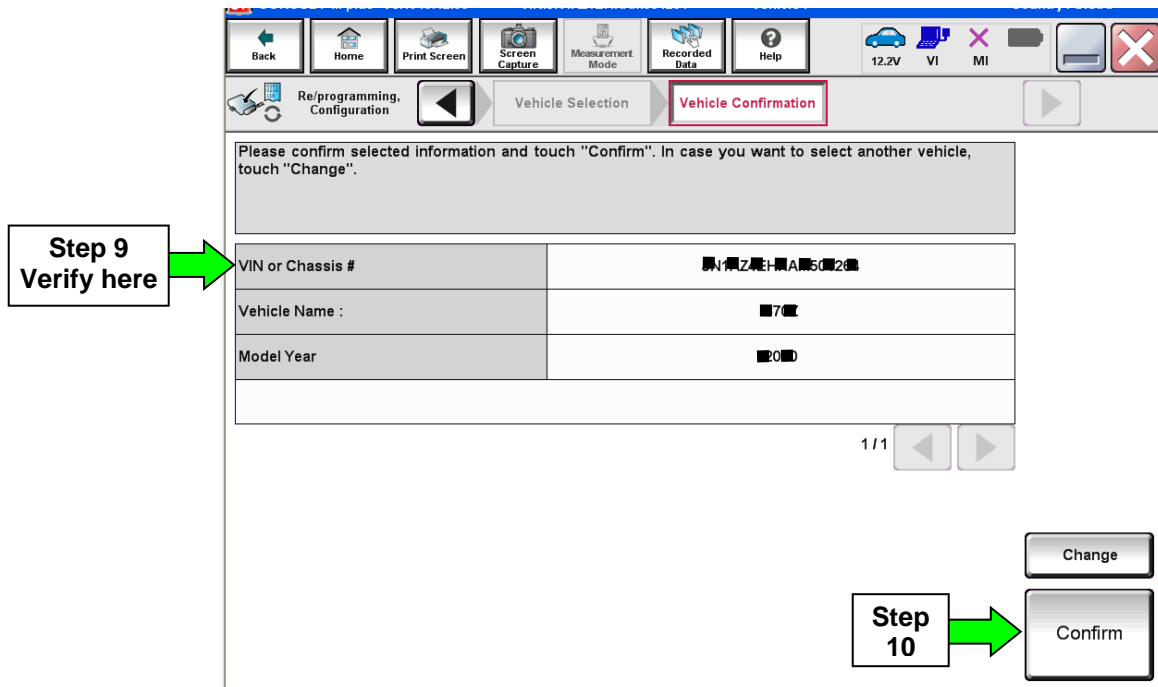 Back
Home
Print Screen
Screen
Capture
Measurement
Mode
Recorded
Data
Help
12.2V
VI
MI
Re/programming,
Configuration
Vehicle Selection
Vehicle Confirmation
Please confirm selected information and touch "Confirm". In case you want to select another vehicle,
touch "Change".
Step 9
Verify here
VIN or Chassis #
Vehicle Name :
Model Year
1/1
Change
Step
10
Confirm